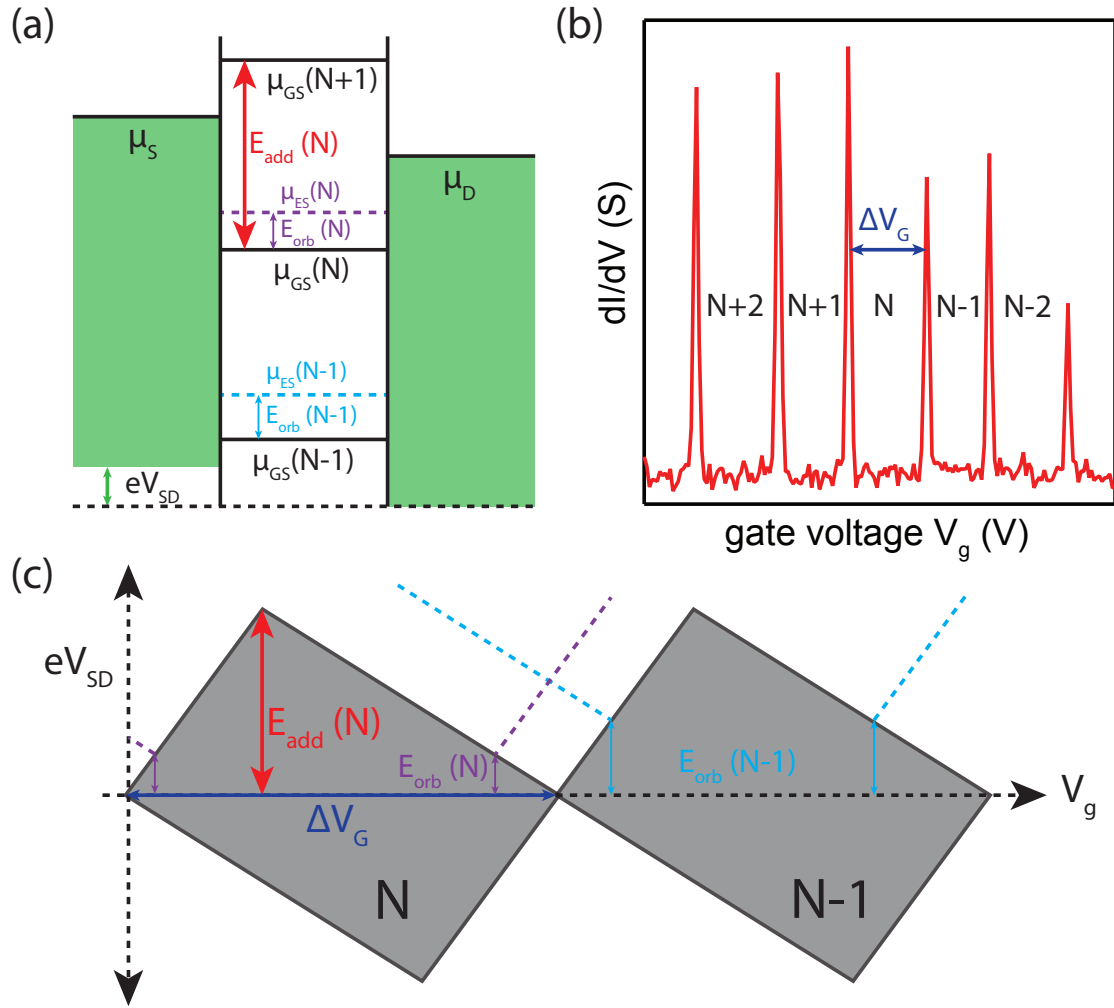 (a)
μGS(N+1)
μS
Eadd (N)
μD
μES(N)
Eorb (N)
μGS(N)
μES(N-1)
Eorb (N-1)
μGS(N-1)
eVSD
(b)
dI/dV (S)
ΔVG
N+2 N+1 N N-1 N-2
gate voltage Vg (V)
(c)
eVSD
Eadd (N)
Eorb (N)
Eorb (N-1)
Vg
ΔVG
N
N-1